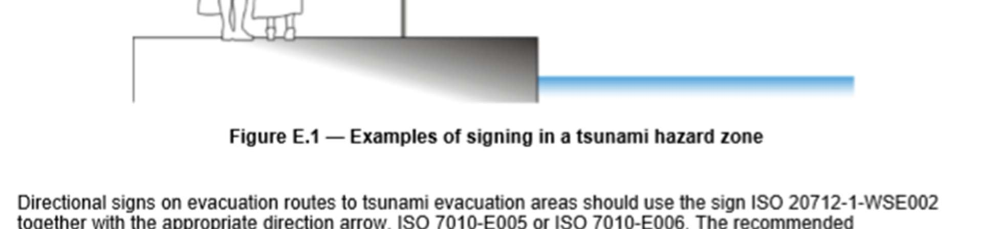 Figure E.1 — Examples of signing in a tsunami hazard zone
Directional signs on evacuation routes to tsunami evacuation areas should use the sign ISO 20712-1-WSE002
together with the appropriate direction arrow, ISO 7010-E005 or ISO 7010-E006. The recommended